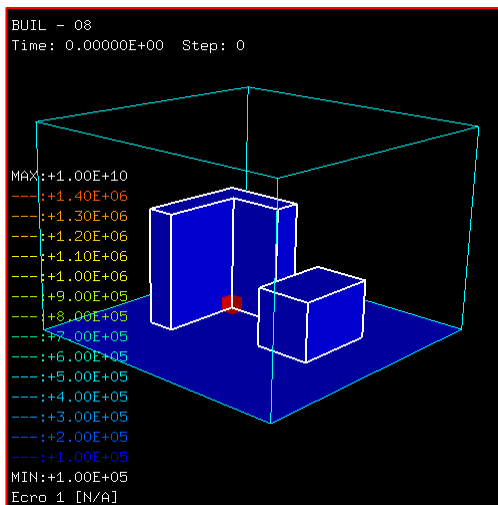 BUIL - 08
Time: 0.00000E+00  Step: 0
MAX:+1.00E+10
---:+1.40E+06
---:+1.30E+06
---:+1.20E+06
---:+1.10E+06
---:+1.00E+06
---:+9.00E+05
---:+8.00E+05
---:+7.00E+05
---:+6.00E+05
---:+5.00E+05
---:+4.00E+05
---:+3.00E+05
---:+2.00E+05
---:+1.00E+05
MIN:+1.00E+05
Ecro 1 [N/A]